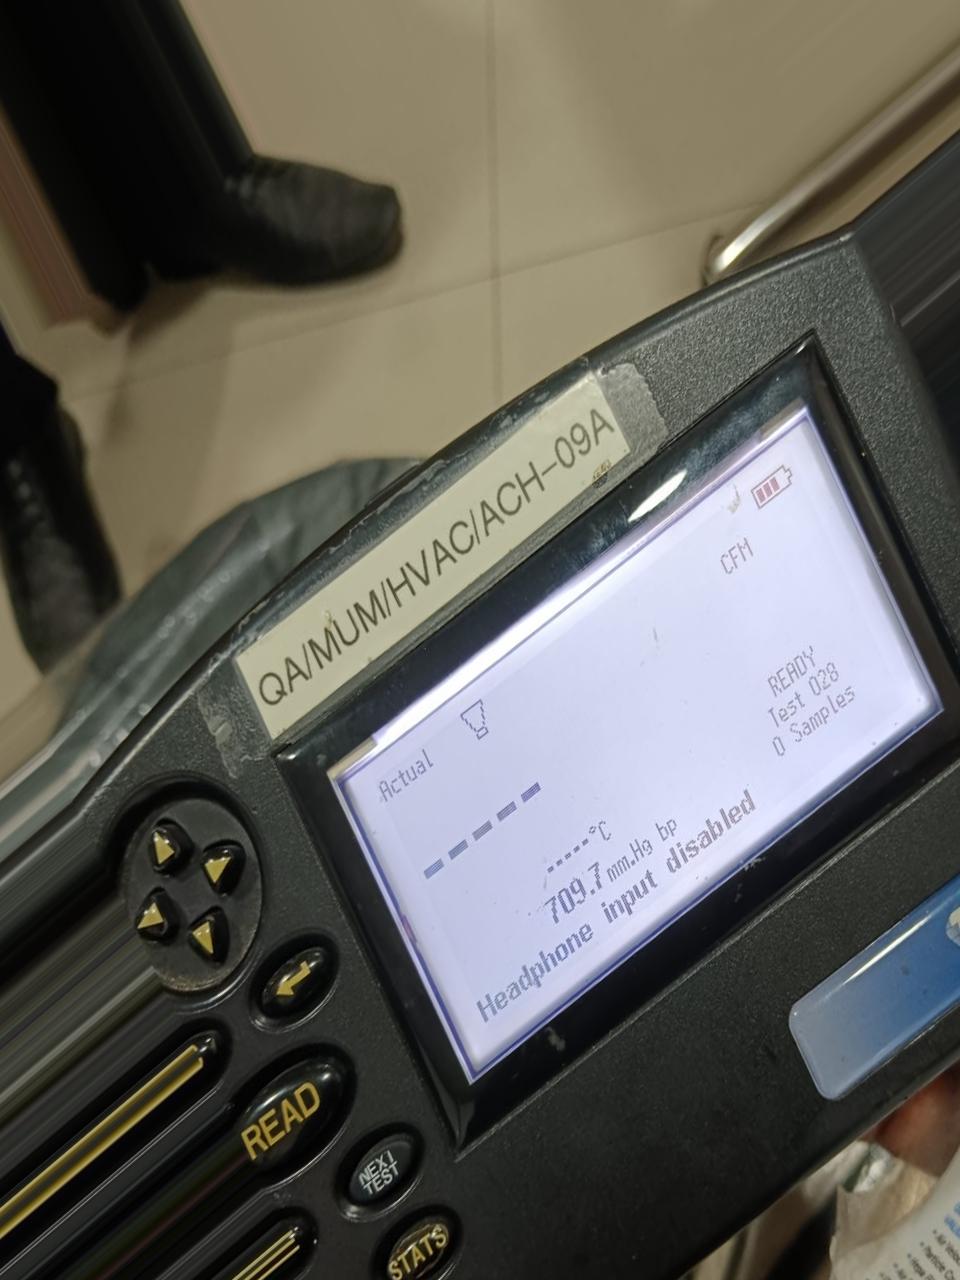 QA/MUM/HVAC/ACH-09A
CFM
Actual
READY
Test 028
0 Samples
-----
-----°C
709.7 mm.Hg bp
Headphone input disabled
READ
NEXT
TEST
STATS